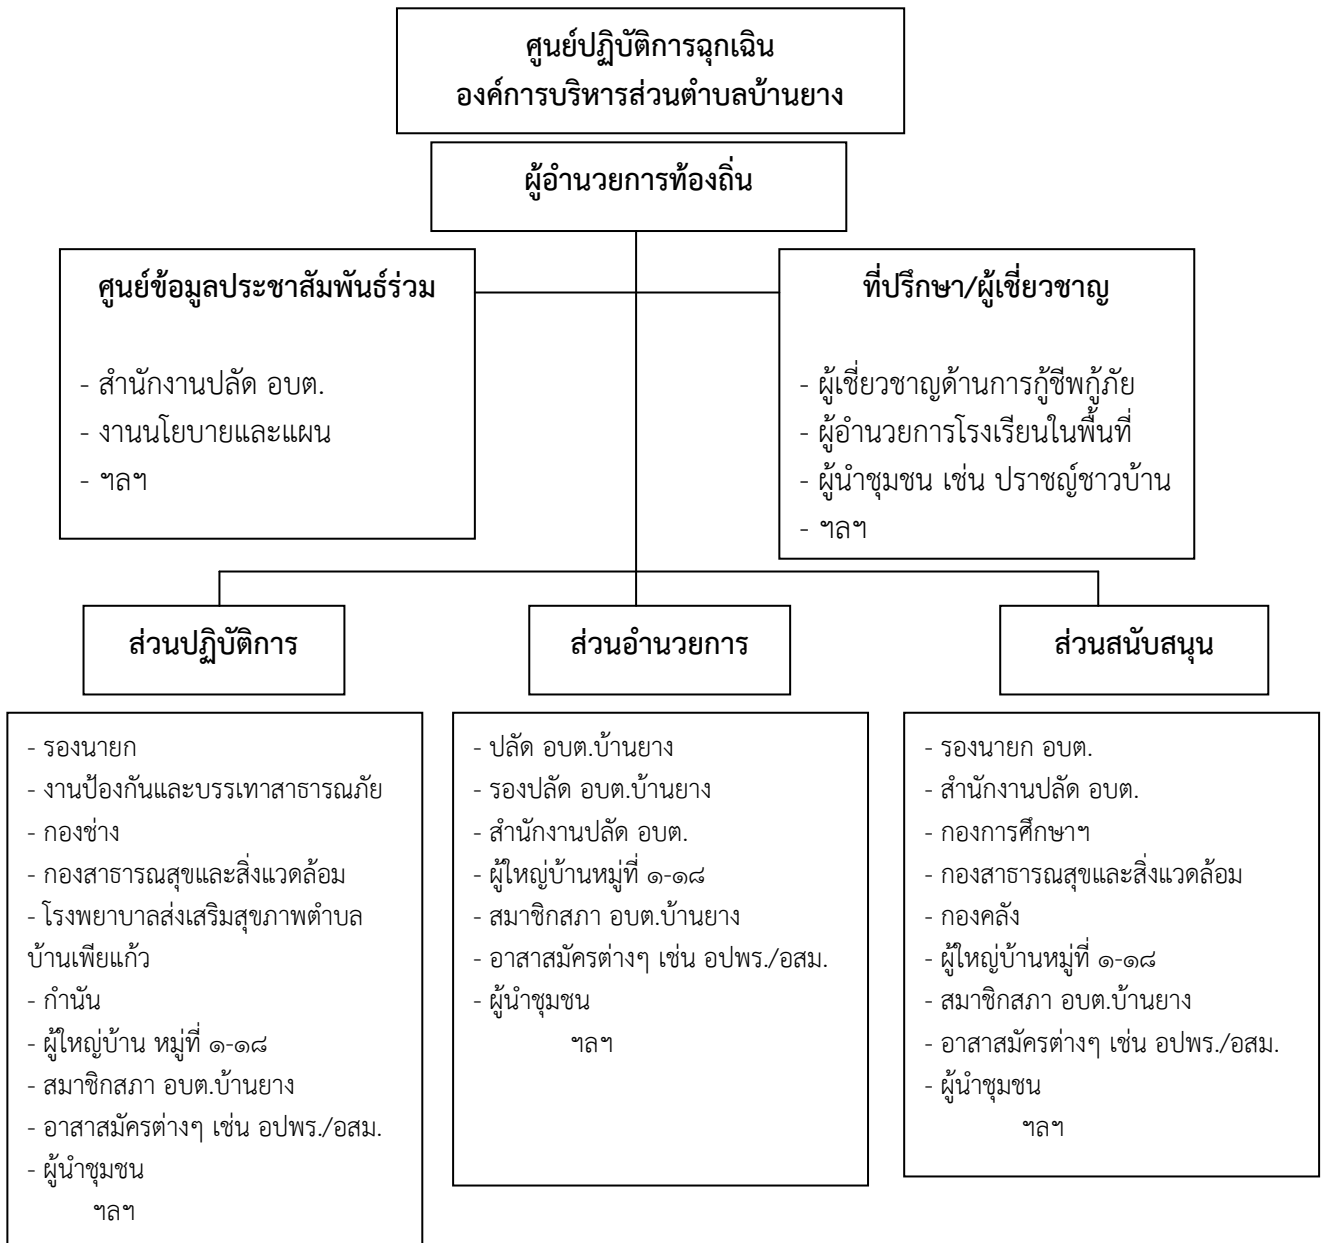 ศูนย์ปฏิบัติการฉุกเฉิน
องค์การบริหารส่วนตำบลบ้านยาง
ผู้อำนวยการท้องถิ่น
ศูนย์ข้อมูลประชาสัมพันธ์ร่วม
- สำนักงานปลัด อบต.
- งานนโยบายและแผน
- ฯลฯ
ที่ปรึกษา/ผู้เชี่ยวชาญ
- ผู้เชี่ยวชาญด้านการกู้ชีพกู้ภัย
- ผู้อำนวยการโรงเรียนในพื้นที่
- ผู้นำชุมชน เช่น ปราชญ์ชาวบ้าน
- ฯลฯ
ส่วนปฏิบัติการ
- รองนายก
- งานป้องกันและบรรเทาสาธารณภัย
- กองช่าง
- กองสาธารณสุขและสิ่งแวดล้อม
- โรงพยาบาลส่งเสริมสุขภาพตำบล
บ้านเพียแก้ว
- กำนัน
- ผู้ใหญ่บ้าน หมู่ที่ ๑-๑๘
- สมาชิกสภา อบต.บ้านยาง
- อาสาสมัครต่างๆ เช่น อปพร./อสม.
- ผู้นำชุมชน
ฯลฯ
ส่วนอำนวยการ
- ปลัด อบต.บ้านยาง
- รองปลัด อบต.บ้านยาง
- สำนักงานปลัด อบต.
- ผู้ใหญ่บ้านหมู่ที่ ๑-๑๘
- สมาชิกสภา อบต.บ้านยาง
- อาสาสมัครต่างๆ เช่น อปพร./อสม.
- ผู้นำชุมชน
ฯลฯ
ส่วนสนับสนุน
- รองนายก อบต.
- สำนักงานปลัด อบต.
- กองการศึกษาฯ
- กองสาธารณสุขและสิ่งแวดล้อม
- กองคลัง
- ผู้ใหญ่บ้านหมู่ที่ ๑-๑๘
- สมาชิกสภา อบต.บ้านยาง
- อาสาสมัครต่างๆ เช่น อปพร./อสม.
- ผู้นำชุมชน
ฯลฯ